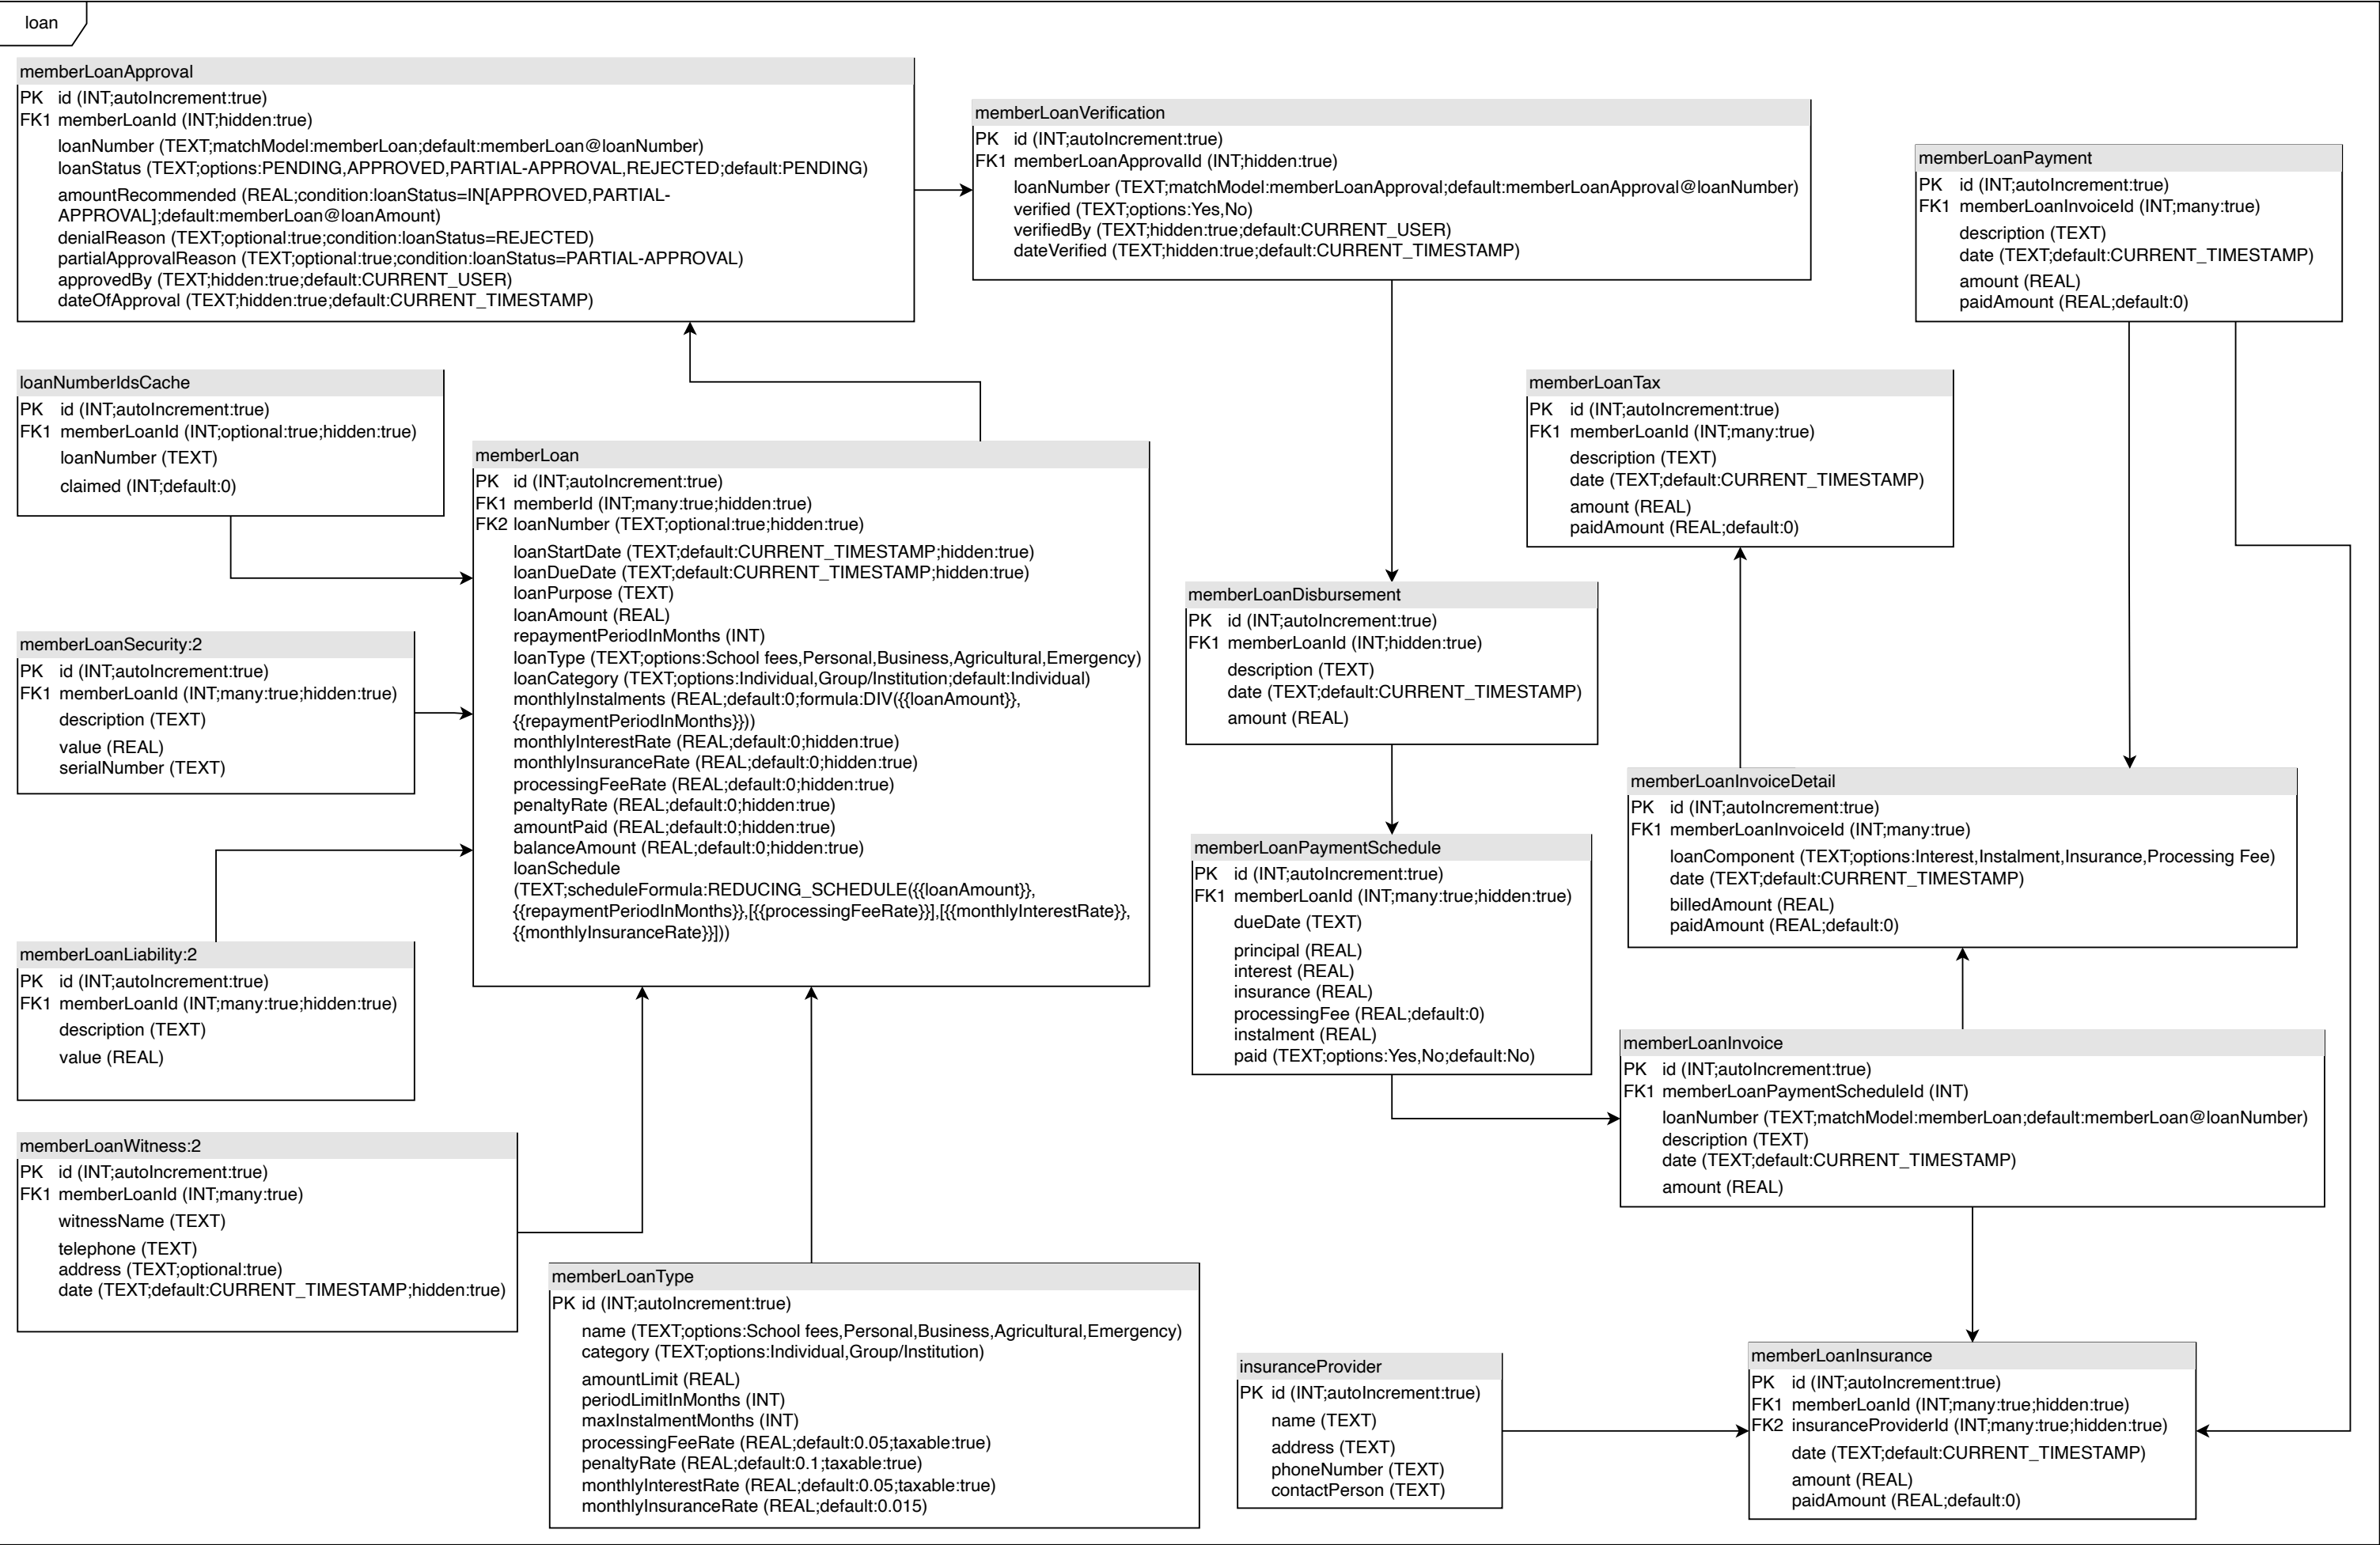 loan
memberLoanApproval
PK id (INT;autoIncrement:true)
FK1 memberLoanId (INT;hidden:true)
loanNumber (TEXT;matchModel:memberLoan;default:memberLoan@loanNumber)
loanStatus (TEXT;options:PENDING,APPROVED,PARTIAL-APPROVAL,REJECTED;default:PENDING)
amountRecommended (REAL;condition:loanStatus=IN[APPROVED,PARTIAL-
APPROVAL];default:memberLoan@loanAmount)
denialReason (TEXT;optional:true;condition:loanStatus=REJECTED)
partialApprovalReason (TEXT;optional:true;condition:loanStatus=PARTIAL-APPROVAL)
approvedBy (TEXT;hidden:true;default:CURRENT_USER)
dateOfApproval (TEXT;hidden:true;default:CURRENT_TIMESTAMP)
memberLoanVerification
PK id (INT;autoIncrement:true)
FK1 memberLoanApprovalId (INT;hidden:true)
loanNumber (TEXT;matchModel:memberLoanApproval;default:memberLoanApproval@loanNumber)
verified (TEXT;options:Yes,No)
verifiedBy (TEXT;hidden:true;default:CURRENT_USER)
dateVerified (TEXT;hidden:true;default:CURRENT_TIMESTAMP)
memberLoanPayment
PK id (INT;autoIncrement:true)
FK1 memberLoanInvoiceId (INT;many:true)
description (TEXT)
date (TEXT;default:CURRENT_TIMESTAMP)
amount (REAL)
paidAmount (REAL;default:0)
loanNumberIdsCache
PK id (INT;autoIncrement:true)
FK1 memberLoanId (INT;optional:true;hidden:true)
loanNumber (TEXT)
claimed (INT;default:0)
memberLoan
PK id (INT;autoIncrement:true)
FK1 memberId (INT;many:true;hidden:true)
FK2 loanNumber (TEXT;optional:true;hidden:true)
loanStartDate (TEXT;default:CURRENT_TIMESTAMP;hidden:true)
loanDueDate (TEXT;default:CURRENT_TIMESTAMP;hidden:true)
loanPurpose (TEXT)
loanAmount (REAL)
repaymentPeriodInMonths (INT)
loanType (TEXT;options:School fees,Personal,Business,Agricultural,Emergency)
loanCategory (TEXT;options:Individual,Group/Institution;default:Individual)
monthlyInstalments (REAL;default:0;formula:DIV({{loanAmount}},
{{repaymentPeriodInMonths}}))
monthlyInterestRate (REAL;default:0;hidden:true)
monthlyInsuranceRate (REAL;default:0;hidden:true)
processingFeeRate (REAL;default:0;hidden:true)
penaltyRate (REAL;default:0;hidden:true)
amountPaid (REAL;default:0;hidden:true)
balanceAmount (REAL;default:0;hidden:true)
loanSchedule
(TEXT;scheduleFormula:REDUCING_SCHEDULE({{loanAmount}},
{{repaymentPeriodInMonths}},[{{processingFeeRate}}],[{{monthlyInterestRate}},
{{monthlyInsuranceRate}}]))
memberLoanTax
PK id (INT;autoIncrement:true)
FK1 memberLoanId (INT;many:true)
description (TEXT)
date (TEXT;default:CURRENT_TIMESTAMP)
amount (REAL)
paidAmount (REAL;default:0)
memberLoanSecurity:2
PK id (INT;autoIncrement:true)
FK1 memberLoanId (INT;many:true;hidden:true)
description (TEXT)
value (REAL)
serialNumber (TEXT)
memberLoanDisbursement
PK id (INT;autoIncrement:true)
FK1 memberLoanId (INT;hidden:true)
description (TEXT)
date (TEXT;default:CURRENT_TIMESTAMP)
amount (REAL)
memberLoanInvoiceDetail
PK id (INT;autoIncrement:true)
FK1 memberLoanInvoiceId (INT;many:true)
loanComponent (TEXT;options:Interest,Instalment,Insurance,Processing Fee)
date (TEXT;default:CURRENT_TIMESTAMP)
billedAmount (REAL)
paidAmount (REAL;default:0)
memberLoanPaymentSchedule
PK id (INT;autoIncrement:true)
FK1 memberLoanId (INT;many:true;hidden:true)
dueDate (TEXT)
principal (REAL)
interest (REAL)
insurance (REAL)
processingFee (REAL;default:0)
instalment (REAL)
paid (TEXT;options:Yes,No;default:No)
memberLoanLiability:2
PK id (INT;autoIncrement:true)
FK1 memberLoanId (INT;many:true;hidden:true)
description (TEXT)
value (REAL)
memberLoanInvoice
PK id (INT;autoIncrement:true)
FK1 memberLoanPaymentScheduleId (INT)
loanNumber (TEXT;matchModel:memberLoan;default:memberLoan@loanNumber)
description (TEXT)
date (TEXT;default:CURRENT_TIMESTAMP)
amount (REAL)
memberLoanWitness:2
PK id (INT;autoIncrement:true)
FK1 memberLoanId (INT;many:true)
witnessName (TEXT)
telephone (TEXT)
address (TEXT;optional:true)
date (TEXT;default:CURRENT_TIMESTAMP;hidden:true)
memberLoanType
PK id (INT;autoIncrement:true)
name (TEXT;options:School fees,Personal,Business,Agricultural,Emergency)
category (TEXT;options:Individual,Group/Institution)
amountLimit (REAL)
periodLimitInMonths (INT)
maxInstalmentMonths (INT)
processingFeeRate (REAL;default:0.05;taxable:true)
penaltyRate (REAL;default:0.1;taxable:true)
monthlyInterestRate (REAL;default:0.05;taxable:true)
monthlyInsuranceRate (REAL;default:0.015)
insuranceProvider
PK id (INT;autoIncrement:true)
name (TEXT)
address (TEXT)
phoneNumber (TEXT)
contactPerson (TEXT)
memberLoanInsurance
PK id (INT;autoIncrement:true)
FK1 memberLoanId (INT;many:true;hidden:true)
FK2 insuranceProviderId (INT;many:true;hidden:true)
date (TEXT;default:CURRENT_TIMESTAMP)
amount (REAL)
paidAmount (REAL;default:0)